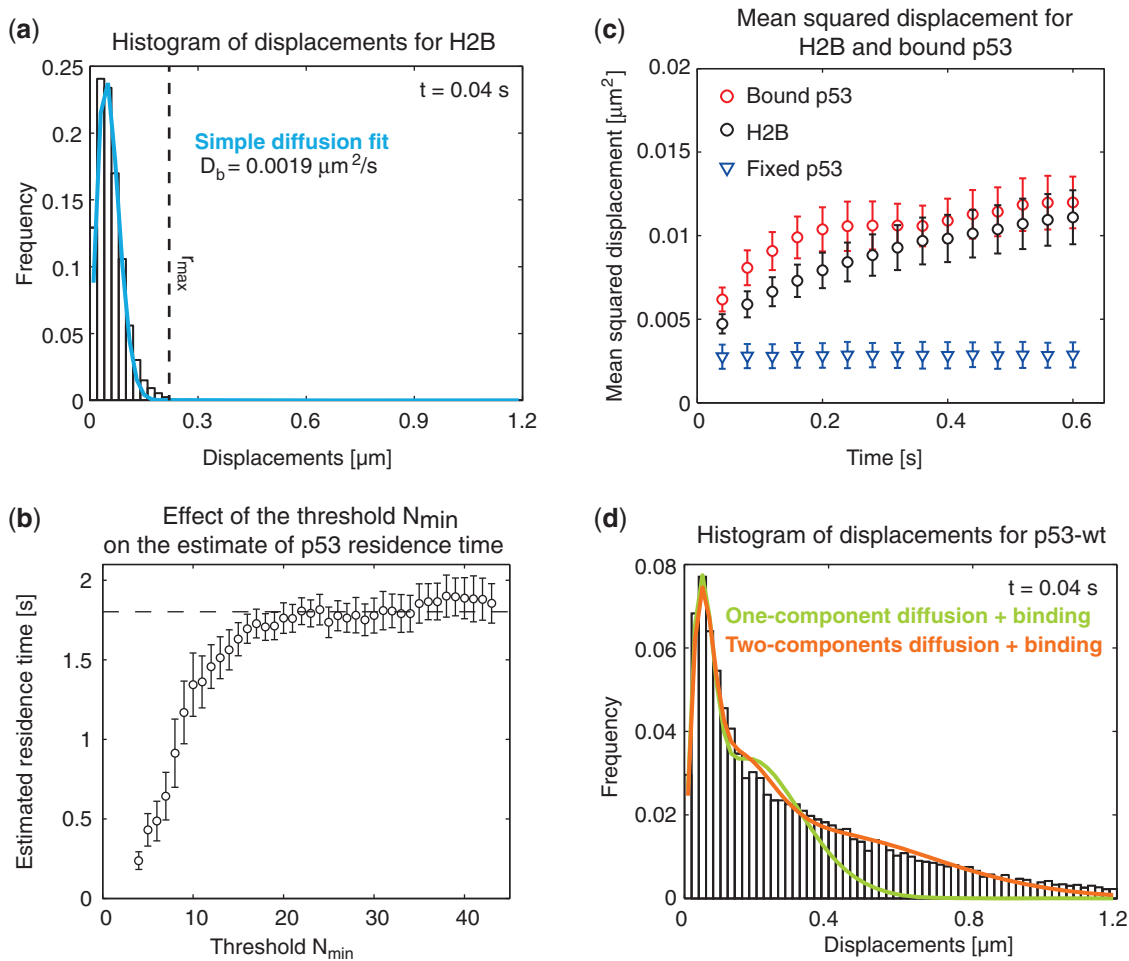 (a)
Histogram of displacements for H2B
t = 0.04 s
Simple diffusion fit
D_b = 0.0019 μm²/s
r_max
Frequency
0.25
0.2
0.15
0.1
0.05
0
0
0.3
0.6
0.9
1.2
Displacements [μm]
(c)
Mean squared displacement for
H2B and bound p53
Bound p53
H2B
Fixed p53
Mean squared displacement [μm²]
0.02
0.015
0.01
0.005
0
0
0.2
0.4
0.6
Time [s]
(b)
Effect of the threshold N_min
on the estimate of p53 residence time
Estimated residence time [s]
2
1.5
1
0.5
0
0
10
20
30
40
Threshold N_min
(d)
Histogram of displacements for p53-wt
t = 0.04 s
One-component diffusion + binding
Two-components diffusion + binding
Frequency
0.08
0.06
0.04
0.02
0
0
0.4
0.8
1.2
Displacements [μm]